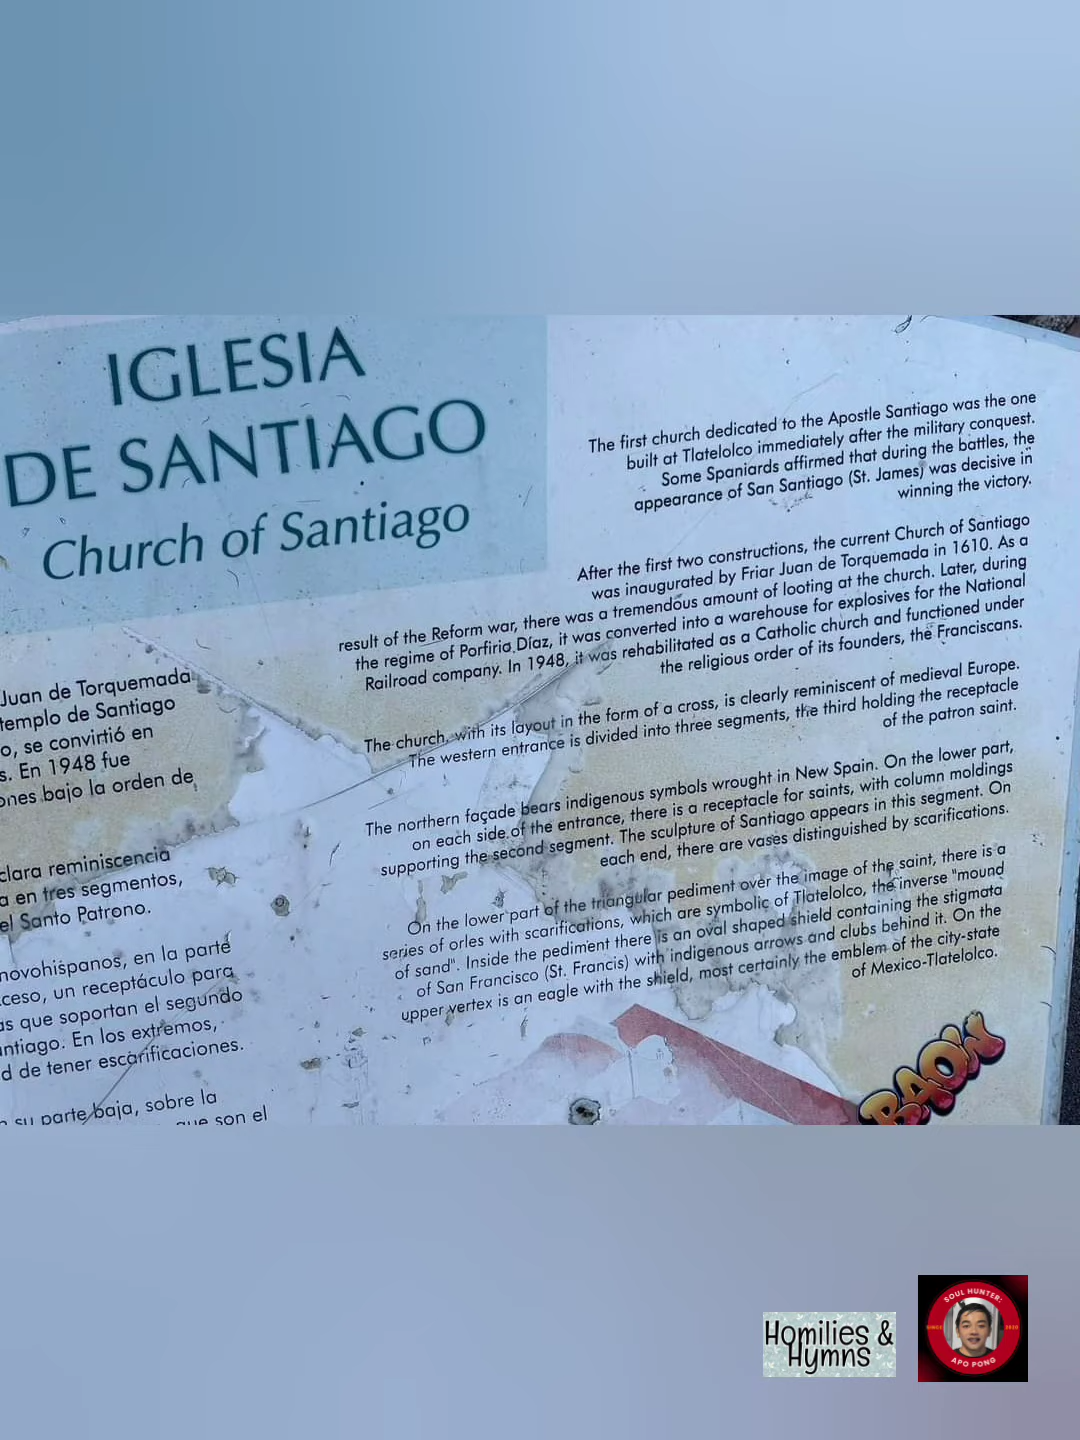 IGLESIA
DE SANTIAGO
Church of Santiago
The first church dedicated to the Apostle Santiago was the one
built at Tlatelolco immediately after the military conquest.
Some Spaniards affirmed that during the battles, the
appearance of San Santiago (St. James) was decisive in
winning the victory.
After the first two constructions, the current Church of Santiago
was inaugurated by Friar Juan de Torquemada in 1610. As a
result of the Reform war, there was a tremendous amount of looting at the church. Later, during
the regime of Porfirio Díaz, it was converted into a warehouse for explosives for the National
Railroad company. In 1948, it was rehabilitated as a Catholic church and functioned under
the religious order of its founders, the Franciscans.
The church, with its layout in the form of a cross, is clearly reminiscent of medieval Europe.
The western entrance is divided into three segments, the third holding the receptacle
of the patron saint.
The northern façade bears indigenous symbols wrought in New Spain. On the lower part,
on each side of the entrance, there is a receptacle for saints, with column moldings
supporting the second segment. The sculpture of Santiago appears in this segment. On
each end, there are vases distinguished by scarifications.
On the lower part of the triangular pediment over the image of the saint, there is a
series of orles with scarifications, which are symbolic of Tlatelolco, the inverse "mound
of sand". Inside the pediment there is an oval shaped shield containing the stigmata
of San Francisco (St. Francis) with indigenous arrows and clubs behind it. On the
upper vertex is an eagle with the shield, most certainly the emblem of the city-state
of Mexico-Tlatelolco.
Juan de Torquemada
templo de Santiago
o, se convirtió en
s. En 1948 fue
ones bajo la orden de
clara reminiscencia
a en tres segmentos,
el Santo Patrono.
novohispanos, en la parte
ceso, un receptáculo para
as que soportan el segundo
ntiago. En los extremos,
d de tener escarificaciones.
su parte baja, sobre la
que son el
BAOW
Homilies &
Hymns
SOUL HUNTER:
SINCE 2020
APO PONG